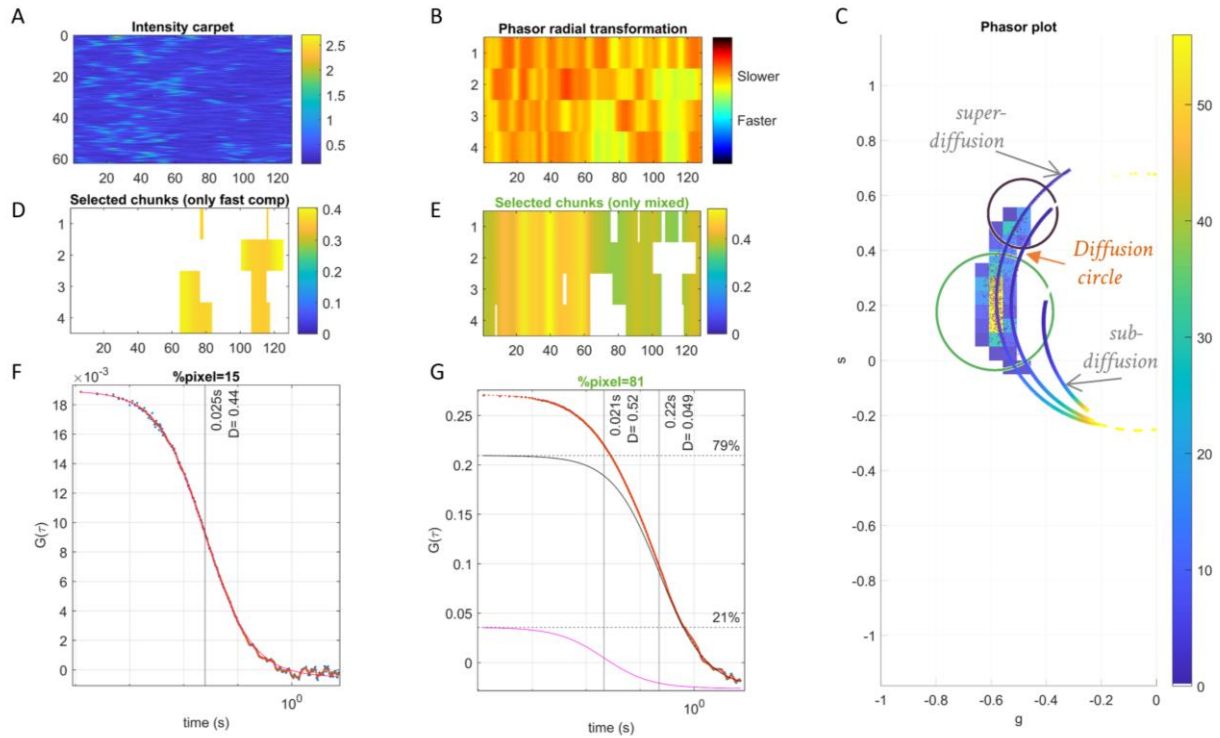 A
Intensity carpet
0
20
40
60
20 40 60 80 100 120
2.5
2
1.5
1
0.5
B
Phasor radial transformation
1
2
3
4
20 40 60 80 100 120
Slower
Faster
C
Phasor plot
1
0.8
0.6
0.4
0.2
0
-0.2
-0.4
-0.6
-0.8
-1
s
-1 -0.8 -0.6 -0.4 -0.2 0
g
super-
diffusion
Diffusion
circle
sub-
diffusion
50
40
30
20
10
0
D
Selected chunks (only fast comp)
1
2
3
4
20 40 60 80 100 120
0.4
0.3
0.2
0.1
0
E
Selected chunks (only mixed)
1
2
3
4
20 40 60 80 100 120
0.4
0.2
0
F
%pixel=15
×10⁻³
18
16
14
12
10
8
6
4
2
0
G(τ)
0.025s
D= 0.44
10⁰
time (s)
G
%pixel=81
0.25
0.2
0.15
0.1
0.05
0
G(τ)
0.021s
D= 0.52
0.22s
D= 0.049
79%
21%
10⁰
time (s)